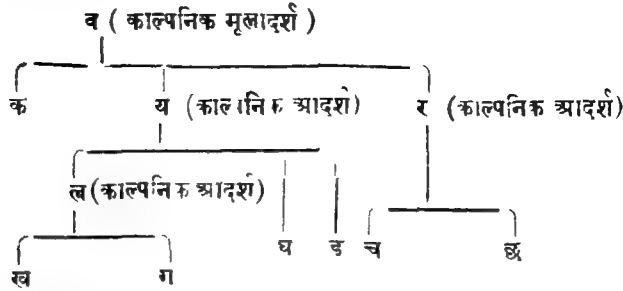 व ( काल्पनिक मूलादर्श )
क य (काल्पनिक आदर्श) र (काल्पनिक आदर्श)
ल (काल्पनिक आदर्श)
घ ङ च छ
ख ग